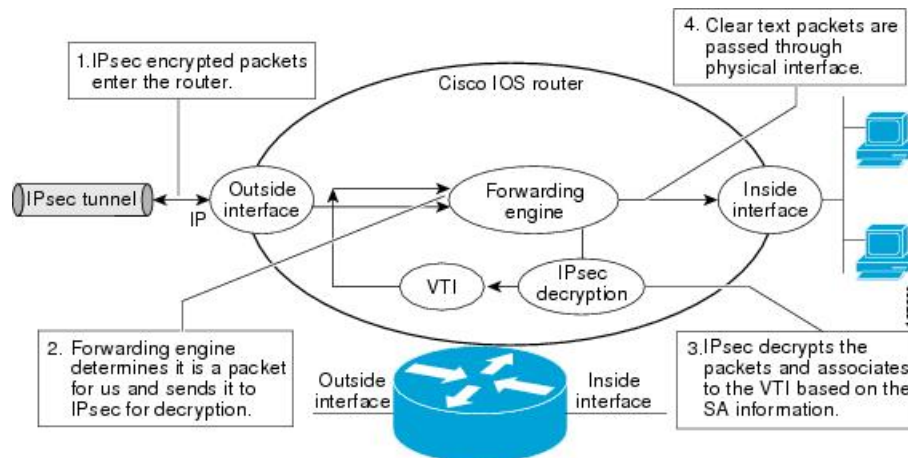 1. IPsec encrypted packets
enter the router.
4. Clear text packets are
passed through
physical interface.
Cisco IOS router
IPsec tunnel
IP
Outside
interface
Forwarding
engine
Inside
interface
VTI
IPsec
decryption
2. Forwarding engine
determines it is a packet
for us and sends it to
IPsec for decryption.
Outside
interface
Inside
interface
3. IPsec decrypts the
packets and associates
to the VTI based on the
SA information.